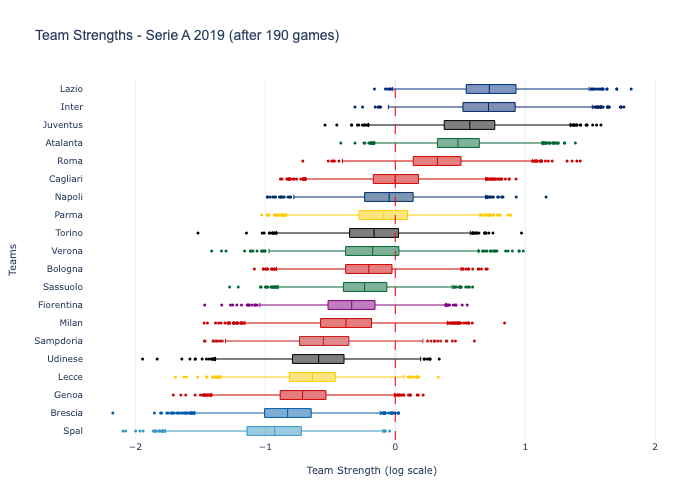 Team Strengths - Serie A 2019 (after 190 games)
Teams
Lazio
Inter
Juventus
Atalanta
Roma
Cagliari
Napoli
Parma
Torino
Verona
Bologna
Sassuolo
Fiorentina
Milan
Sampdoria
Udinese
Lecce
Genoa
Brescia
Spal
−2 −1 0 1 2
Team Strength (log scale)